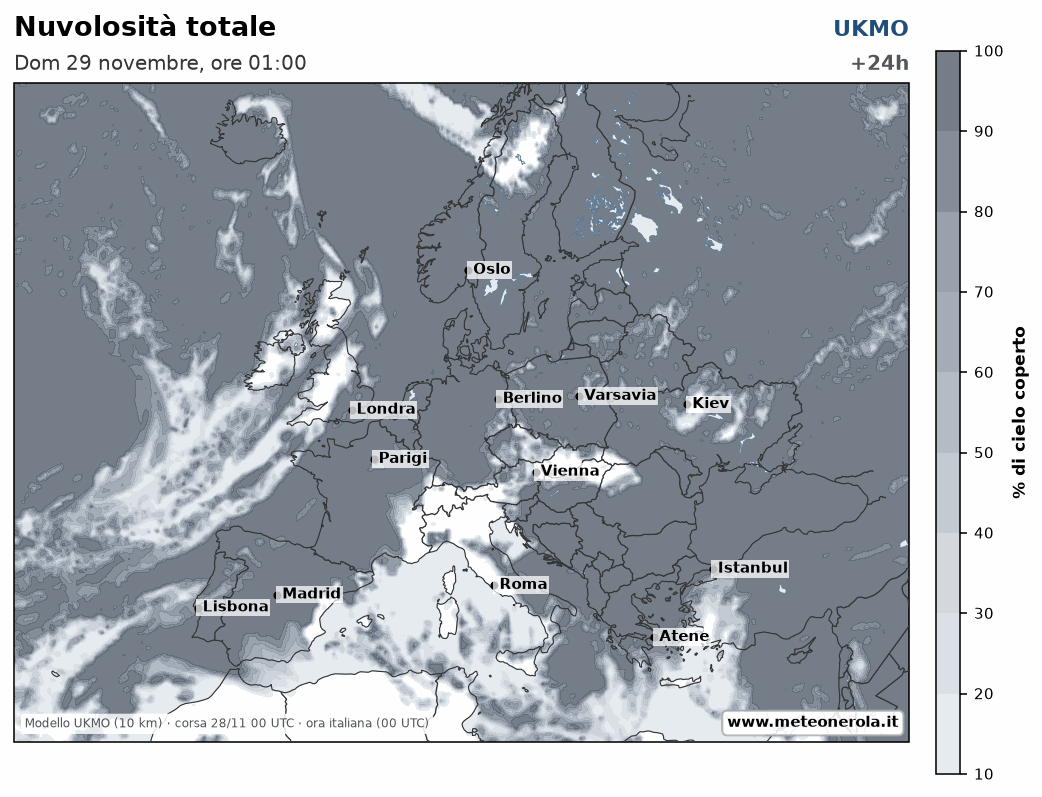 Nuvolosità totale
UKMO
Dom 29 novembre, ore 01:00
+24h
100
90
80
70
60
50
40
30
20
10
% di cielo coperto
Oslo
Londra
Berlino
Varsavia
Kiev
Parigi
Vienna
Istanbul
Roma
Madrid
Lisbona
Atene
Modello UKMO (10 km) · corsa 28/11 00 UTC · ora italiana (00 UTC)
www.meteonerola.it